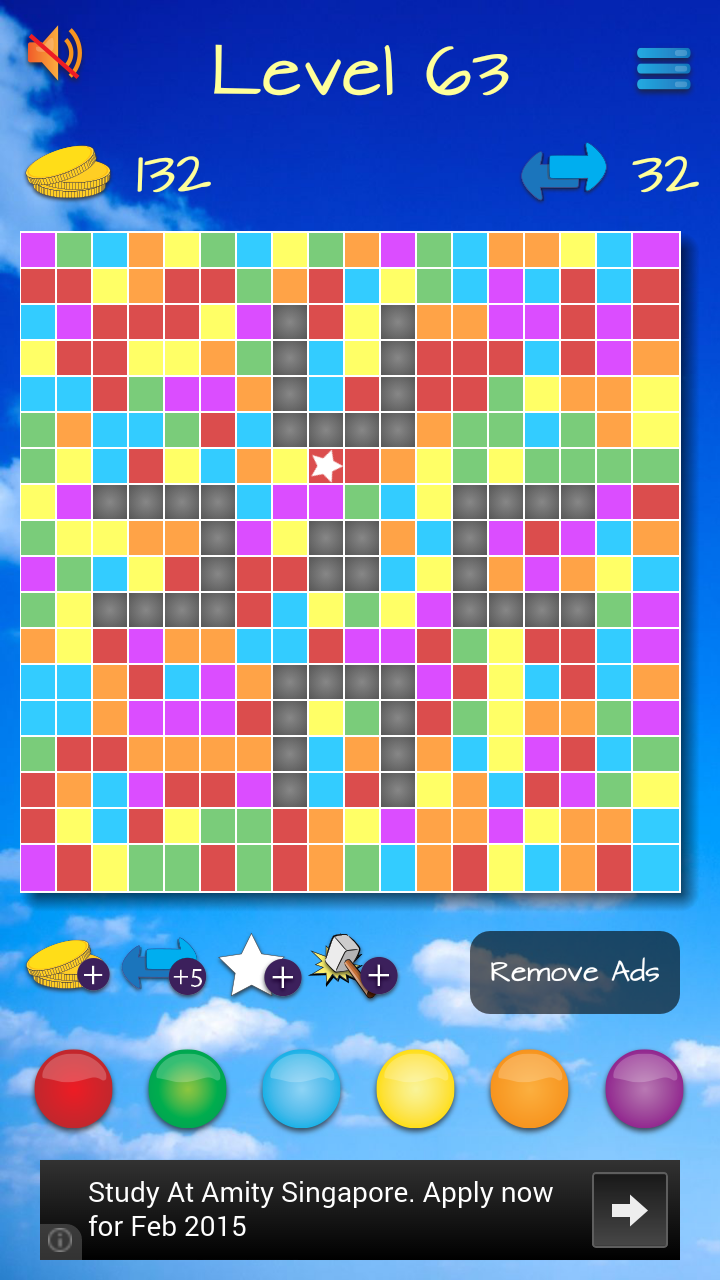 Level 63
132
32
+
+5
+
+
Remove Ads
Study At Amity Singapore. Apply now
for Feb 2015